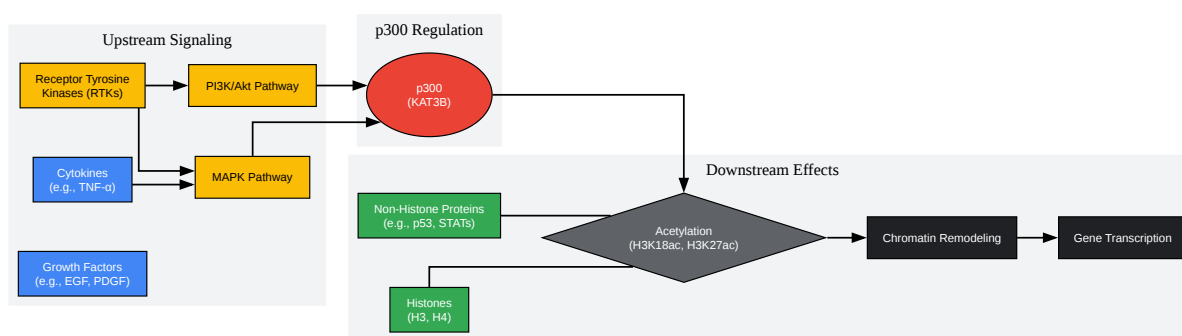 Upstream Signaling
Receptor Tyrosine
Kinases (RTKs)
PI3K/Akt Pathway
Cytokines
(e.g., TNF-α)
MAPK Pathway
Growth Factors
(e.g., EGF, PDGF)
p300 Regulation
p300
(KAT3B)
Downstream Effects
Non-Histone Proteins
(e.g., p53, STATs)
Acetylation
(H3K18ac, H3K27ac)
Chromatin Remodeling
Gene Transcription
Histones
(H3, H4)